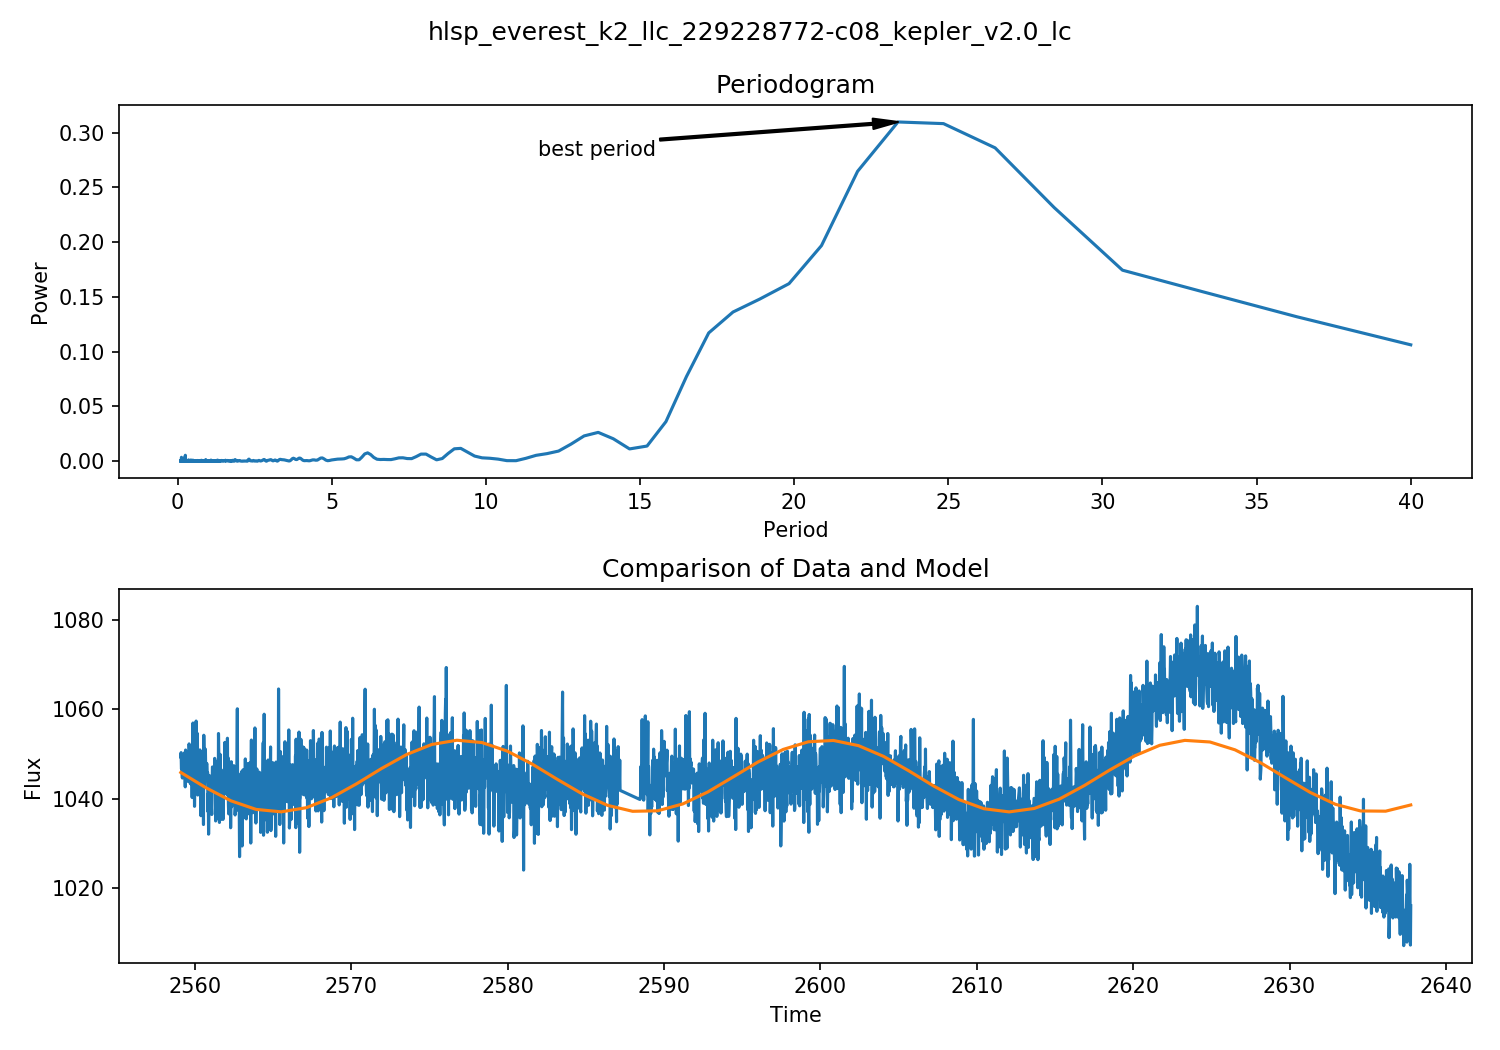 hlsp_everest_k2_llc_229228772-c08_kepler_v2.0_lc
Periodogram
best period
Power
0.30
0.25
0.20
0.15
0.10
0.05
0.00
0 5 10 15 20 25 30 35 40
Period
Comparison of Data and Model
Flux
1080
1060
1040
1020
2560 2570 2580 2590 2600 2610 2620 2630 2640
Time